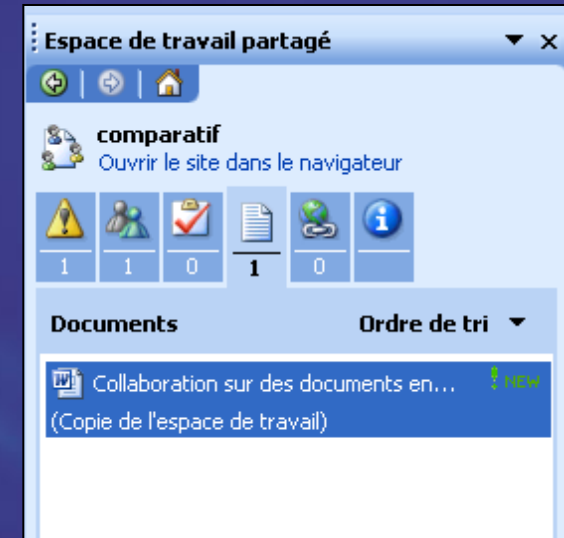 Espace de travail partagé
comparatif
Ouvrir le site dans le navigateur
1 1 0 1 0
Documents Ordre de tri
Collaboration sur des documents en... NEW
(Copie de l'espace de travail)